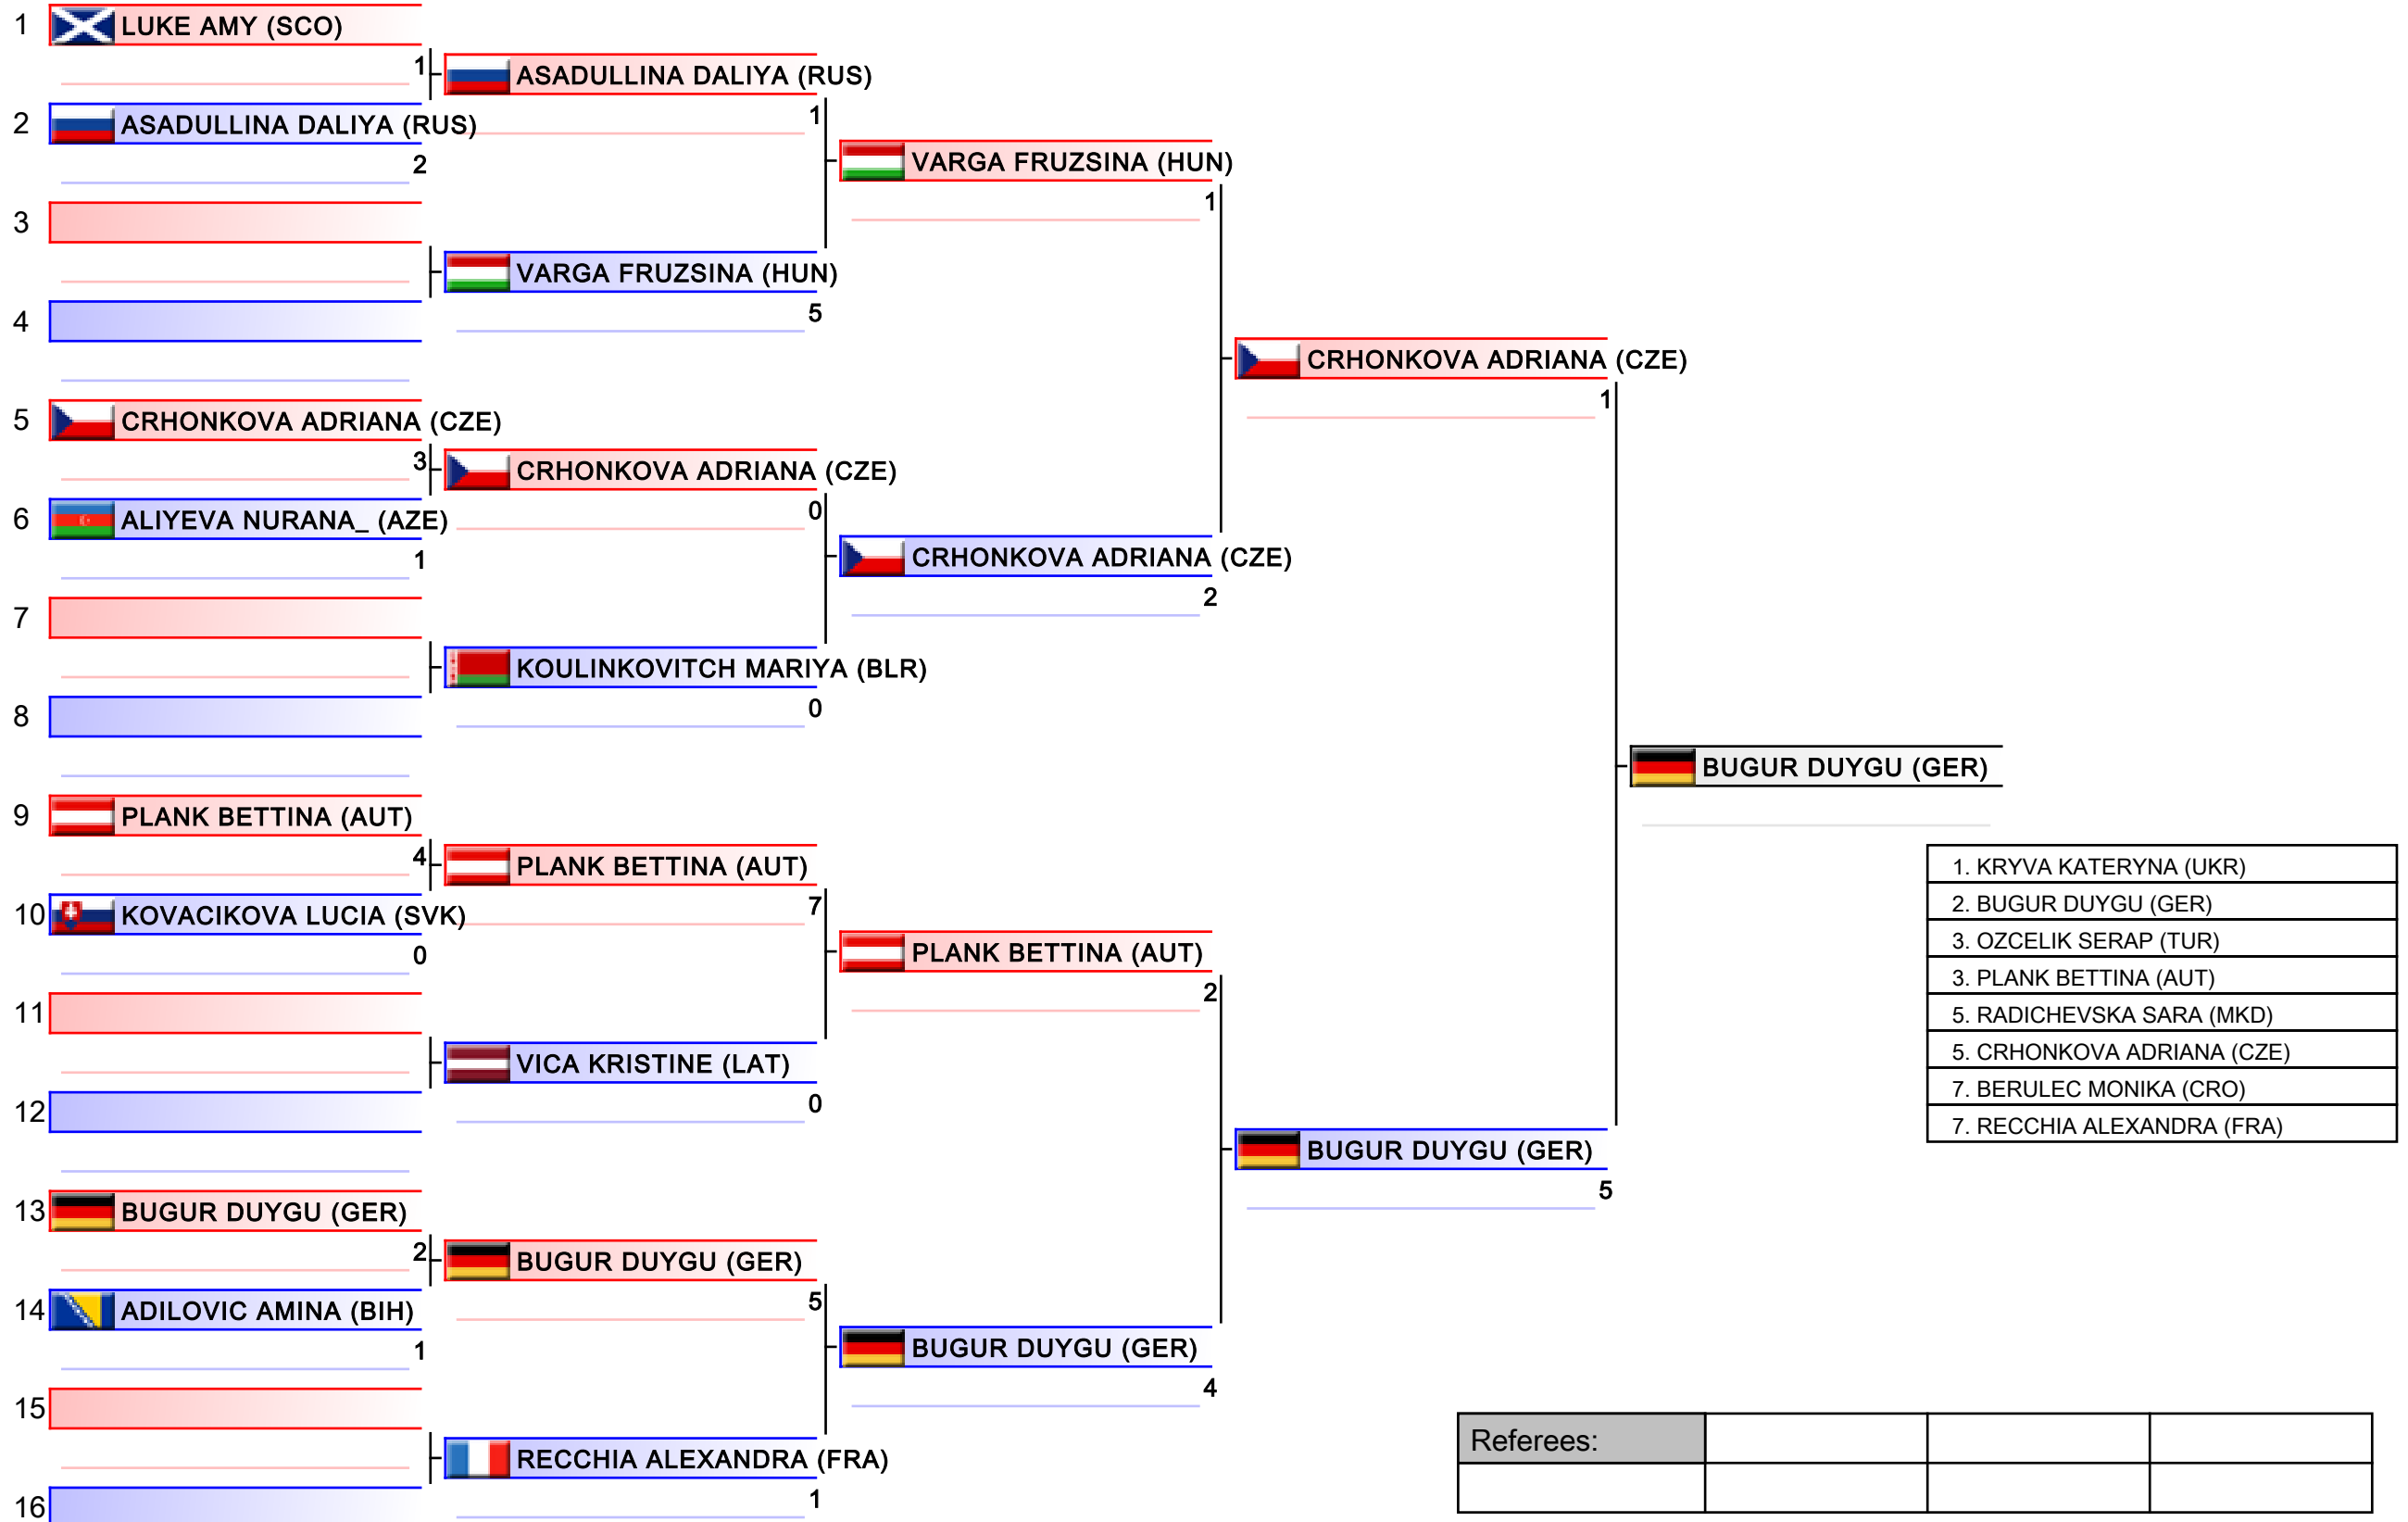 1 LUKE AMY (SCO)
1
ASADULLINA DALIYA (RUS)
1
2 ASADULLINA DALIYA (RUS)
2
VARGA FRUZSINA (HUN)
1
3
VARGA FRUZSINA (HUN)
5
4
CRHONKOVA ADRIANA (CZE)
1
5 CRHONKOVA ADRIANA (CZE)
3
CRHONKOVA ADRIANA (CZE)
0
6 ALIYEVA NURANA_ (AZE)
1
CRHONKOVA ADRIANA (CZE)
2
7
KOULINKOVITCH MARIYA (BLR)
0
8
BUGUR DUYGU (GER)
9 PLANK BETTINA (AUT)
4
PLANK BETTINA (AUT)
7
10 KOVACIKOVA LUCIA (SVK)
0
PLANK BETTINA (AUT)
2
11
VICA KRISTINE (LAT)
0
12
BUGUR DUYGU (GER)
5
13 BUGUR DUYGU (GER)
2
BUGUR DUYGU (GER)
5
14 ADILOVIC AMINA (BIH)
1
BUGUR DUYGU (GER)
4
15
RECCHIA ALEXANDRA (FRA)
1
16
1. KRYVA KATERYNA (UKR)
2. BUGUR DUYGU (GER)
3. OZCELIK SERAP (TUR)
3. PLANK BETTINA (AUT)
5. RADICHEVSKA SARA (MKD)
5. CRHONKOVA ADRIANA (CZE)
7. BERULEC MONIKA (CRO)
7. RECCHIA ALEXANDRA (FRA)
Referees: